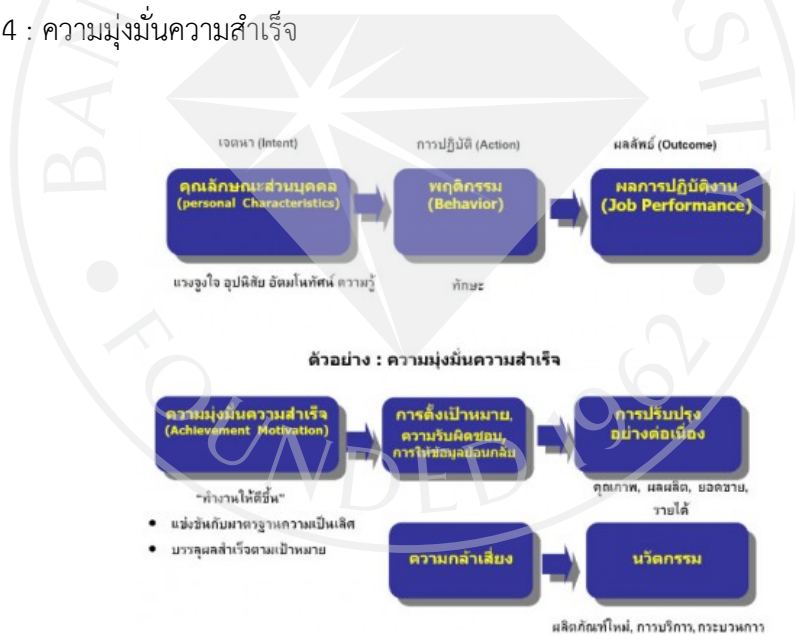 4 : ความมุ่งมั่นความสำเร็จ
เจตนา (Intent) การปฏิบัติ (Action) ผลลัพธ์ (Outcome)
คุณลักษณะส่วนบุคคล
(personal Characteristics)
พฤติกรรม
(Behavior)
ผลการปฏิบัติงาน
(Job Performance)
แรงจูงใจ อุปนิสัย อัตมโนทัศน์ ความรู้
ทักษะ
ตัวอย่าง : ความมุ่งมั่นความสำเร็จ
ความมุ่งมั่นความสำเร็จ
(Achievement Motivation)
การตั้งเป้าหมาย,
ความรับผิดชอบ,
การให้ข้อมูลย้อนกลับ
การปรับปรุง
อย่างต่อเนื่อง
"ทำงานให้ดีขึ้น"
• แข่งขันกับมาตรฐานความเป็นเลิศ
• บรรลุผลสำเร็จตามเป้าหมาย
คุณภาพ, ผลผลิต, ยอดขาย,
รายได้
ความกล้าเสี่ยง
นวัตกรรม
ผลิตภัณฑ์ใหม่, การบริการ, กระบวนการ
FOUNDED 1962